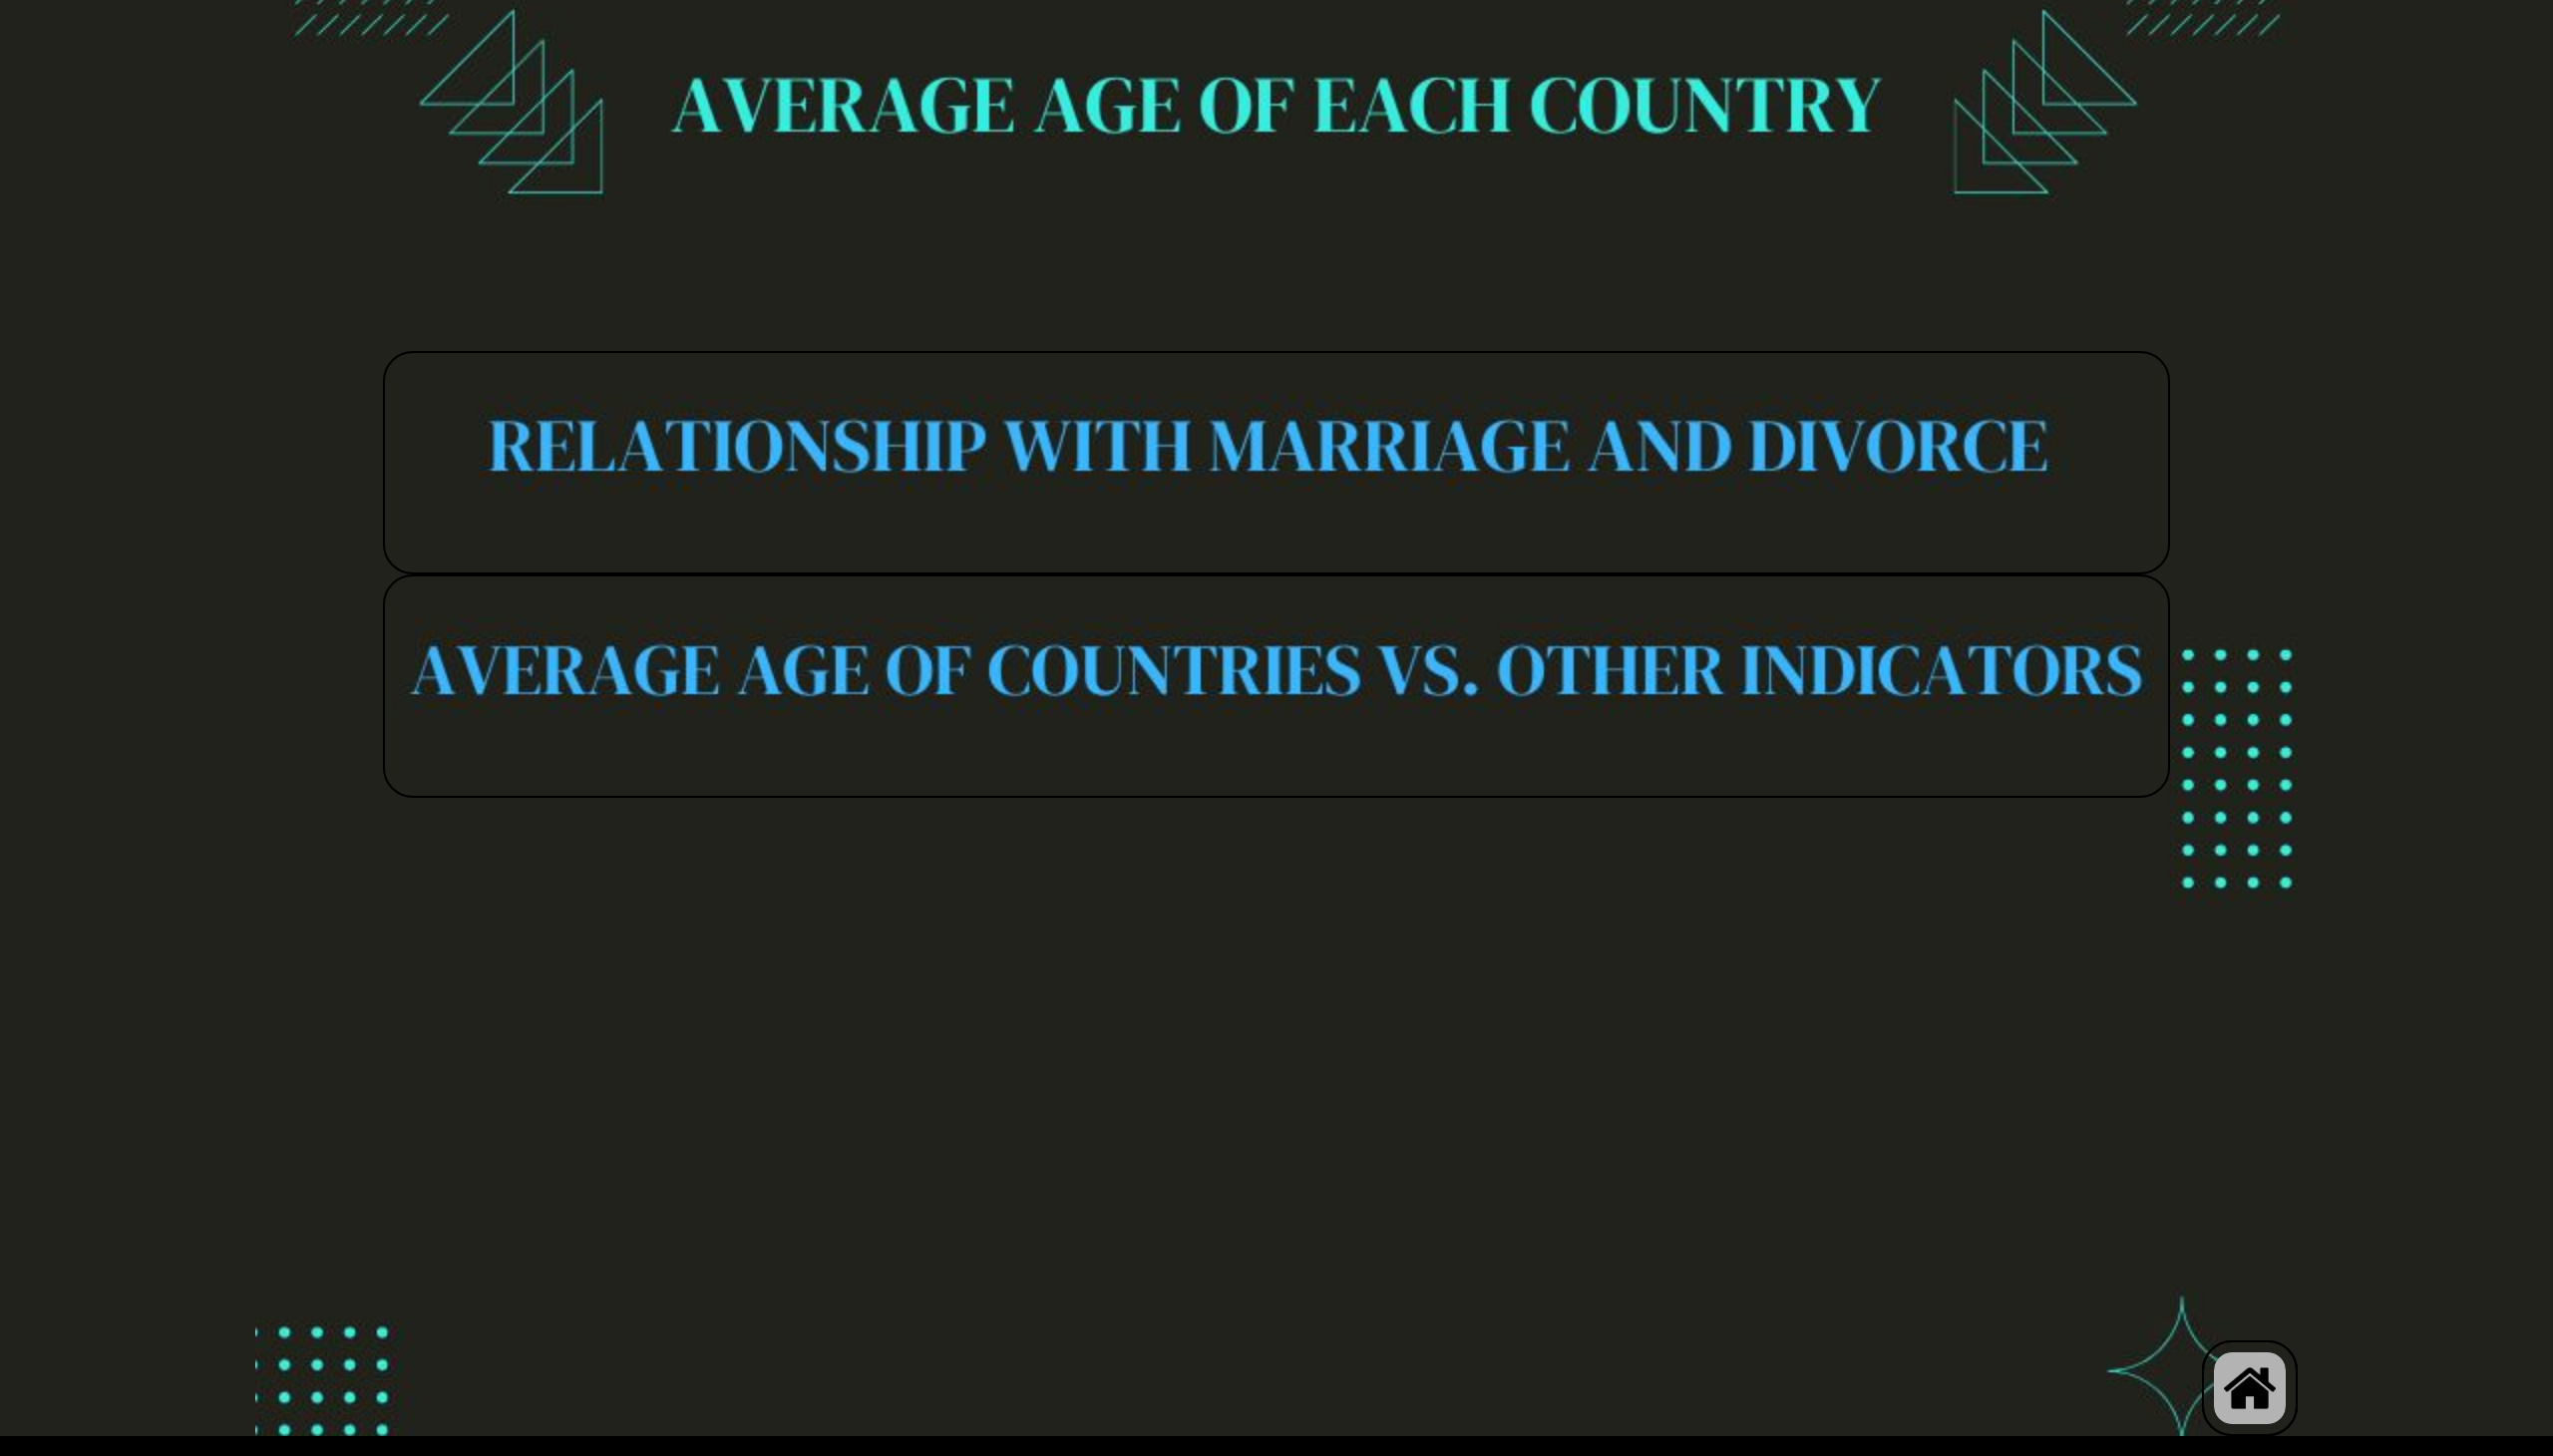 AVERAGE AGE OF EACH COUNTRY
RELATIONSHIP WITH MARRIAGE AND DIVORCE
AVERAGE AGE OF COUNTRIES VS. OTHER INDICATORS